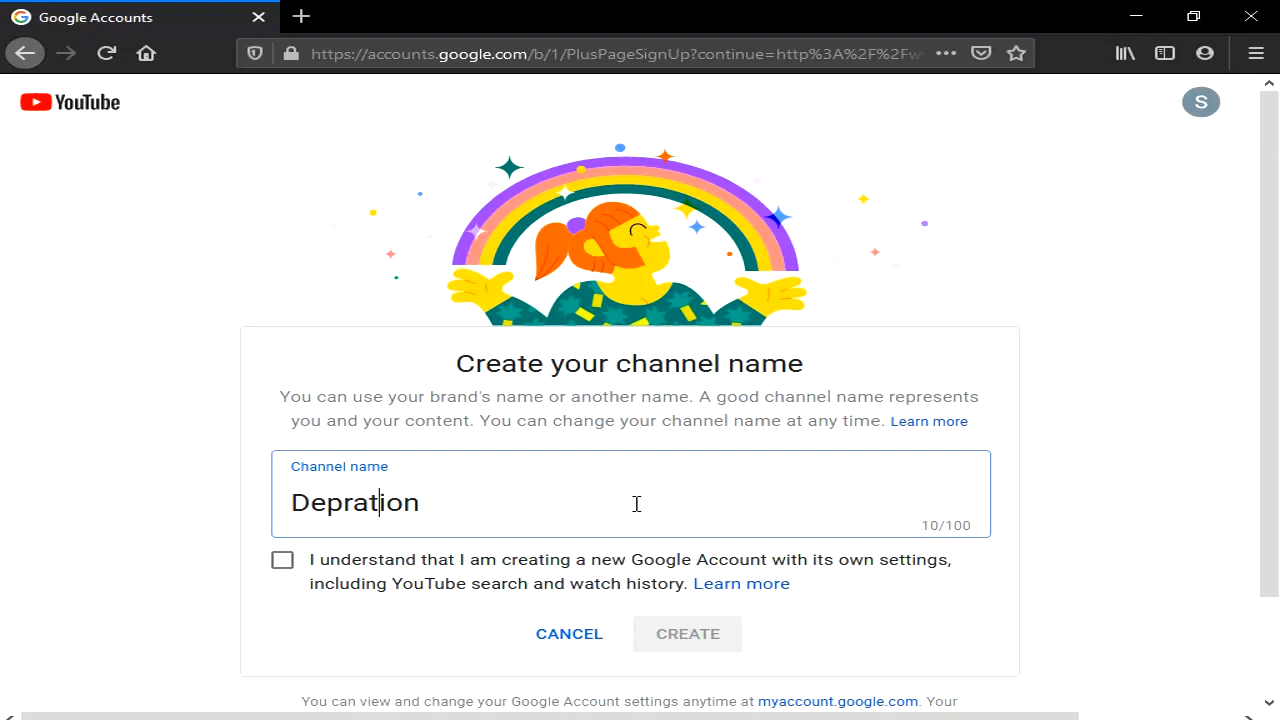 Google Accounts
https://accounts.google.com/b/1/PlusPageSignUp?continue=http%3A%2F%2Fw
YouTube
S
Create your channel name
You can use your brand's name or another name. A good channel name represents
you and your content. You can change your channel name at any time. Learn more
Channel name
Depration
10/100
I understand that I am creating a new Google Account with its own settings,
including YouTube search and watch history. Learn more
CANCEL CREATE
You can view and change your Google Account settings anytime at myaccount.google.com. Your